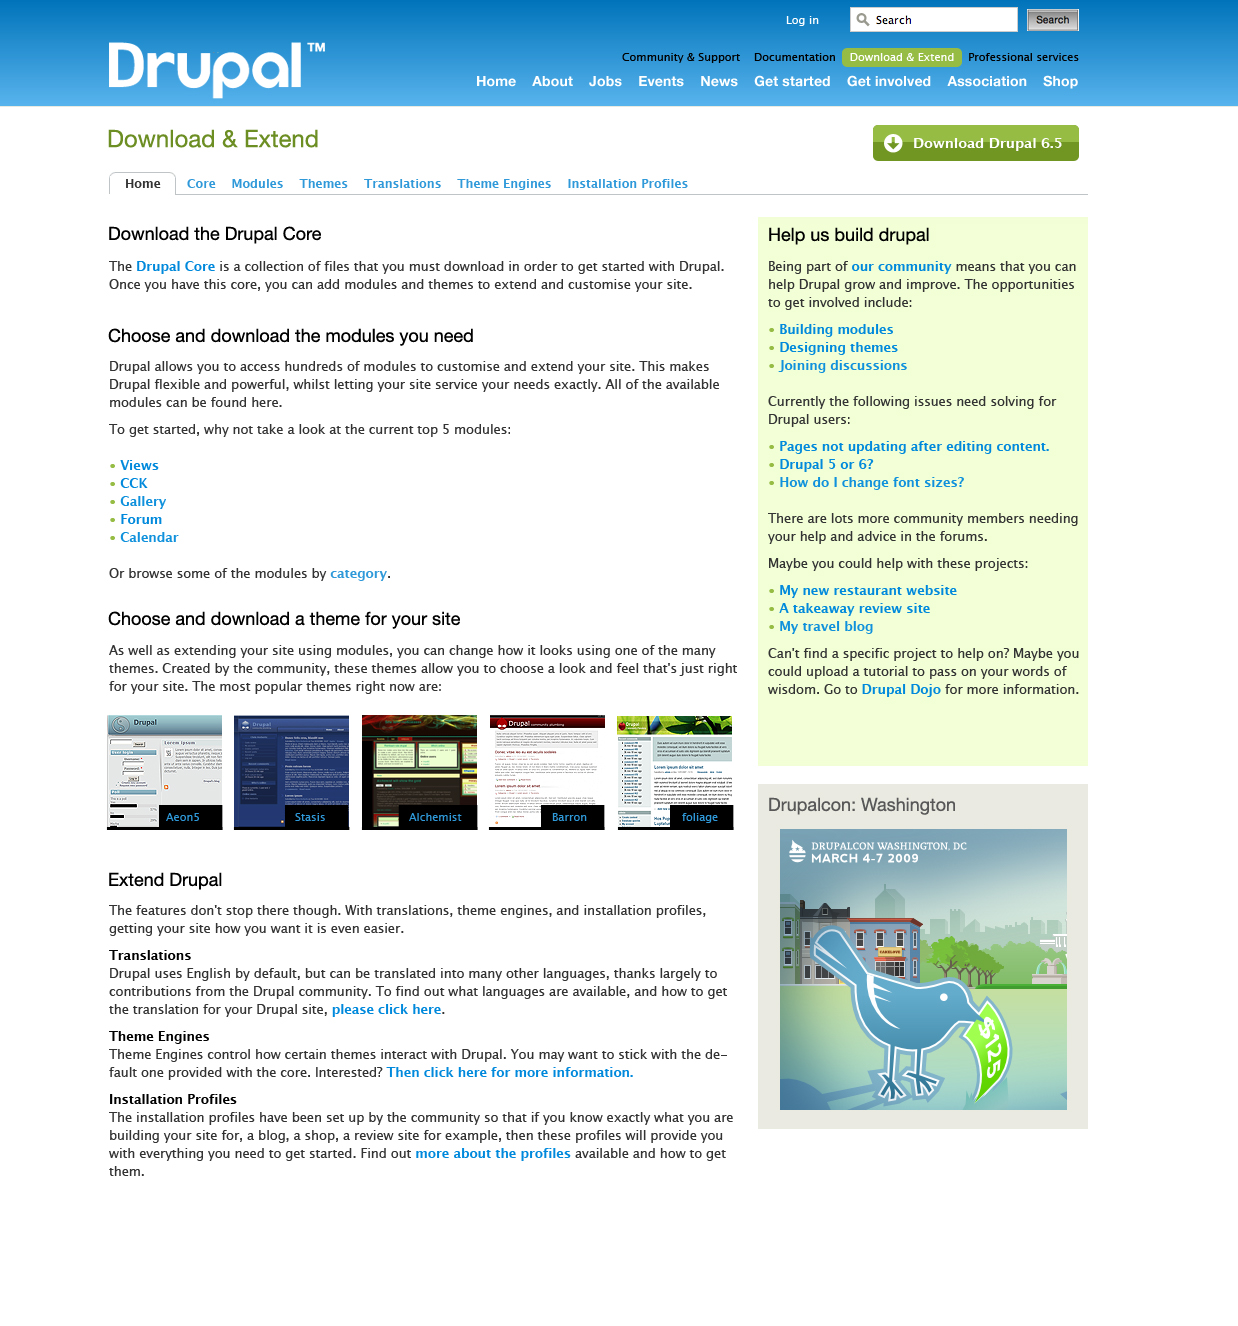 Log in
Search
Search
Drupal™
Community & Support Documentation Download & Extend Professional services
Home About Jobs Events News Get started Get involved Association Shop
Download & Extend
Download Drupal 6.5
Home Core Modules Themes Translations Theme Engines Installation Profiles
Download the Drupal Core
The Drupal Core is a collection of files that you must download in order to get started with Drupal.
Once you have this core, you can add modules and themes to extend and customise your site.
Choose and download the modules you need
Drupal allows you to access hundreds of modules to customise and extend your site. This makes
Drupal flexible and powerful, whilst letting your site service your needs exactly. All of the available
modules can be found here.
To get started, why not take a look at the current top 5 modules:
• Views
• CCK
• Gallery
• Forum
• Calendar
Or browse some of the modules by category.
Choose and download a theme for your site
As well as extending your site using modules, you can change how it looks using one of the many
themes. Created by the community, these themes allow you to choose a look and feel that's just right
for your site. The most popular themes right now are:
Drupal
Lorem ipsum
Aeon5
Drupal
Stasis
Alchemist
Drupal community plumbing
Barron
Drupal
foliage
Extend Drupal
The features don't stop there though. With translations, theme engines, and installation profiles,
getting your site how you want it is even easier.
Translations
Drupal uses English by default, but can be translated into many other languages, thanks largely to
contributions from the Drupal community. To find out what languages are available, and how to get
the translation for your Drupal site, please click here.
Theme Engines
Theme Engines control how certain themes interact with Drupal. You may want to stick with the de-
fault one provided with the core. Interested? Then click here for more information.
Installation Profiles
The installation profiles have been set up by the community so that if you know exactly what you are
building your site for, a blog, a shop, a review site for example, then these profiles will provide you
with everything you need to get started. Find out more about the profiles available and how to get
them.
Help us build drupal
Being part of our community means that you can
help Drupal grow and improve. The opportunities
to get involved include:
• Building modules
• Designing themes
• Joining discussions
Currently the following issues need solving for
Drupal users:
• Pages not updating after editing content.
• Drupal 5 or 6?
• How do I change font sizes?
There are lots more community members needing
your help and advice in the forums.
Maybe you could help with these projects:
• My new restaurant website
• A takeaway review site
• My travel blog
Can't find a specific project to help on? Maybe you
could upload a tutorial to pass on your words of
wisdom. Go to Drupal Dojo for more information.
Drupalcon: Washington
DRUPALCON WASHINGTON, DC
MARCH 4-7 2009
$125